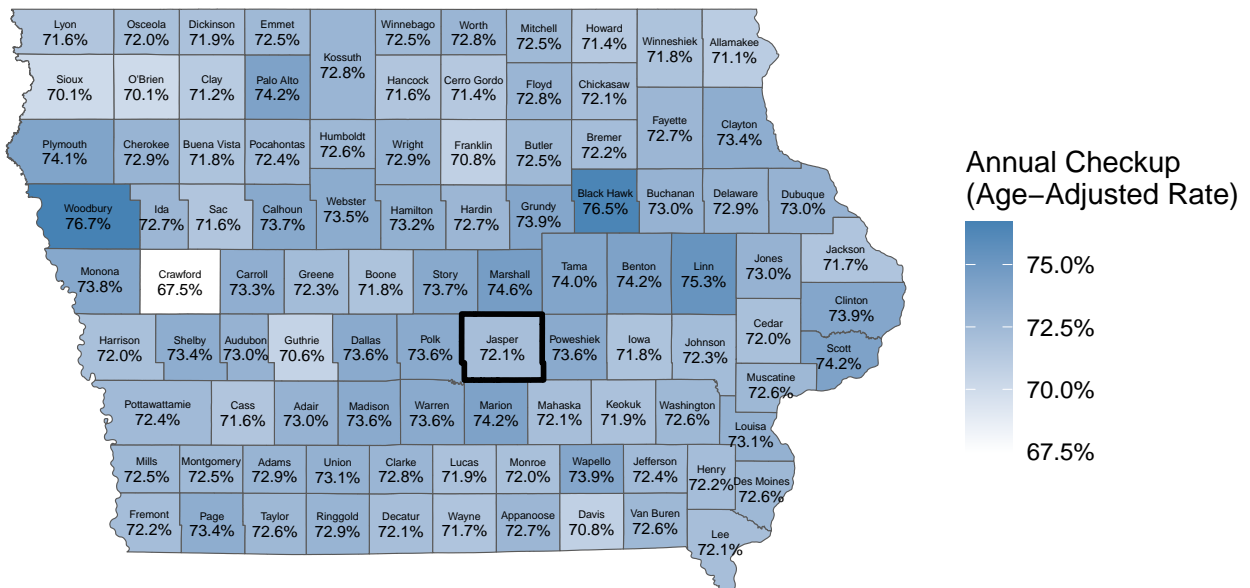 Lyon
71.6%
Osceola
72.0%
Dickinson
71.9%
Emmet
72.5%
Kossuth
72.8%
Winnebago
72.5%
Worth
72.8%
Mitchell
72.5%
Howard
71.4%
Winneshiek
71.8%
Allamakee
71.1%
Sioux
70.1%
O'Brien
70.1%
Clay
71.2%
Palo Alto
74.2%
Hancock
71.6%
Cerro Gordo
71.4%
Floyd
72.8%
Chickasaw
72.1%
Fayette
72.7%
Clayton
73.4%
Plymouth
74.1%
Cherokee
72.9%
Buena Vista
71.8%
Pocahontas
72.4%
Humboldt
72.6%
Wright
72.9%
Franklin
70.8%
Butler
72.5%
Bremer
72.2%
Woodbury
76.7%
Ida
72.7%
Sac
71.6%
Calhoun
73.7%
Webster
73.5%
Hamilton
73.2%
Hardin
72.7%
Grundy
73.9%
Black Hawk
76.5%
Buchanan
73.0%
Delaware
72.9%
Dubuque
73.0%
Monona
73.8%
Crawford
67.5%
Carroll
73.3%
Greene
72.3%
Boone
71.8%
Story
73.7%
Marshall
74.6%
Tama
74.0%
Benton
74.2%
Linn
75.3%
Jones
73.0%
Jackson
71.7%
Clinton
73.9%
Harrison
72.0%
Shelby
73.4%
Audubon
73.0%
Guthrie
70.6%
Dallas
73.6%
Polk
73.6%
Jasper
72.1%
Poweshiek
73.6%
Iowa
71.8%
Johnson
72.3%
Cedar
72.0%
Scott
74.2%
Muscatine
72.6%
Pottawattamie
72.4%
Cass
71.6%
Adair
73.0%
Madison
73.6%
Warren
73.6%
Marion
74.2%
Mahaska
72.1%
Keokuk
71.9%
Washington
72.6%
Louisa
73.1%
Mills
72.5%
Montgomery
72.5%
Adams
72.9%
Union
73.1%
Clarke
72.8%
Lucas
71.9%
Monroe
72.0%
Wapello
73.9%
Jefferson
72.4%
Henry
72.2%
Des Moines
72.6%
Fremont
72.2%
Page
73.4%
Taylor
72.6%
Ringgold
72.9%
Decatur
72.1%
Wayne
71.7%
Appanoose
72.7%
Davis
70.8%
Van Buren
72.6%
Lee
72.1%
Annual Checkup
(Age−Adjusted Rate)
75.0%
72.5%
70.0%
67.5%